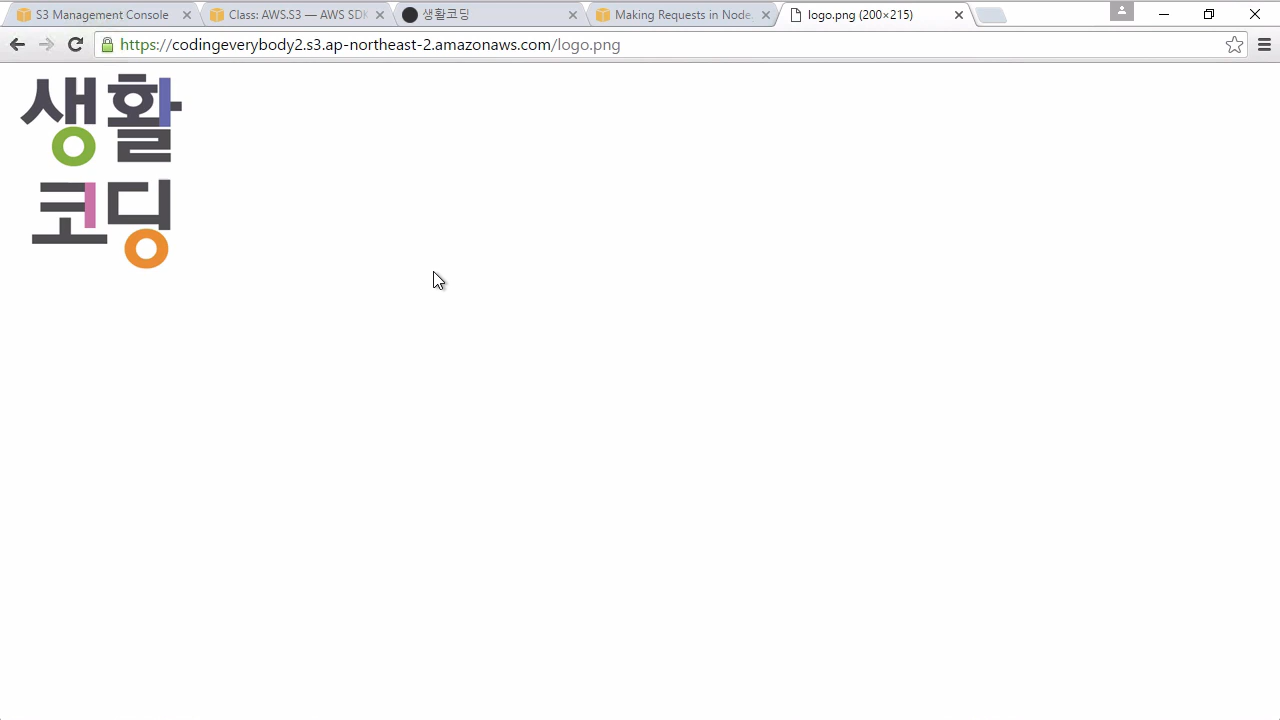 S3 Management Console
Class: AWS.S3 — AWS SDK
생활코딩
Making Requests in Node.
logo.png (200×215)
https://codingeverybody2.s3.ap-northeast-2.amazonaws.com/logo.png
생활
코딩